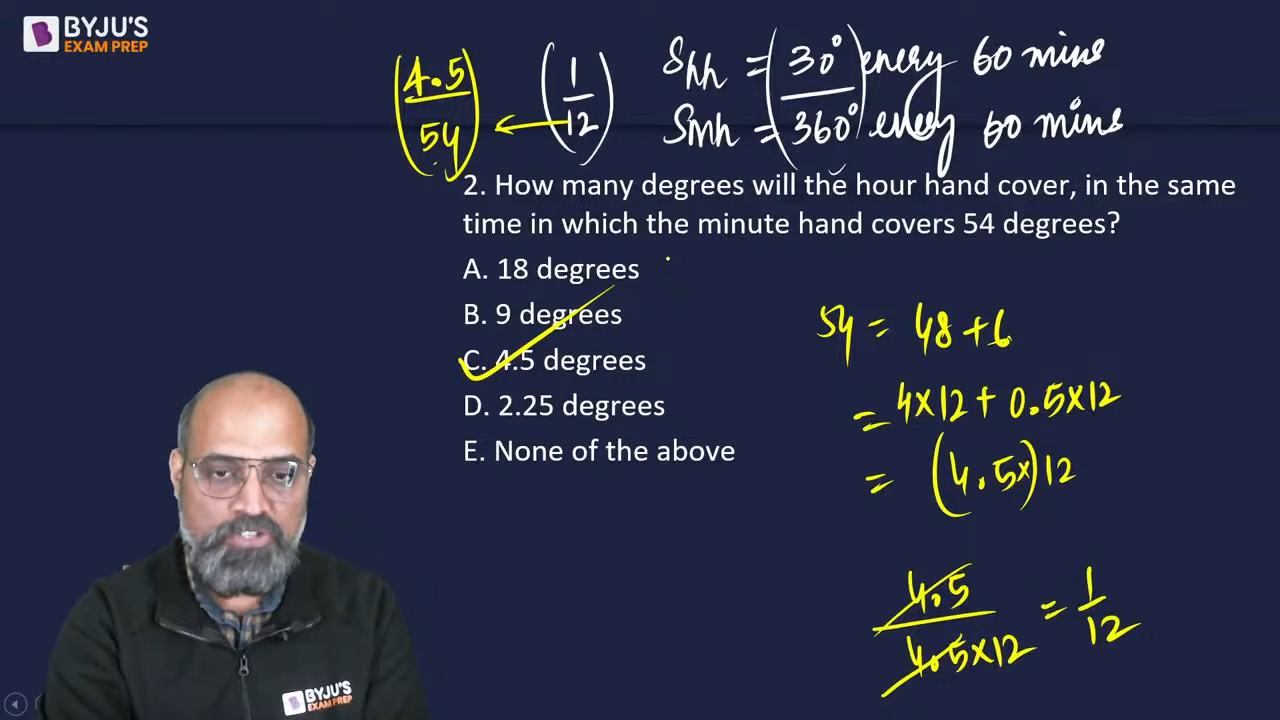 BYJU'S
EXAM PREP
(4.5/54) (1/12) Shh = (30°/360°) every 60 mins
Smh = every 60 mins
2. How many degrees will the hour hand cover, in the same
time in which the minute hand covers 54 degrees?
A. 18 degrees
B. 9 degrees
C. 4.5 degrees
D. 2.25 degrees
E. None of the above
54 = 48 + 6
= 4×12 + 0.5×12
= (4.5×)12
4.5/4.5×12 = 1/12
BYJU'S
EXAM PREP